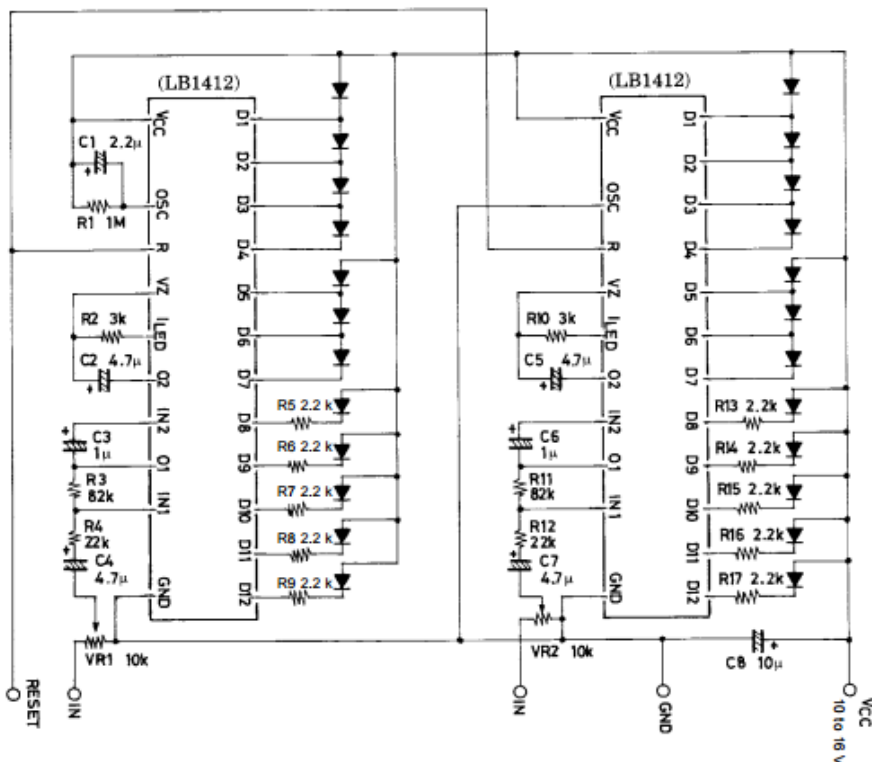 (LB1412)
VCC
OSC
R
VZ
ILED
O2
IN2
O1
IN1
GND
D1
D2
D3
D4
D5
D6
D7
D8
D9
D10
D11
D12
C1 2.2μ
+
R1 1M
R2 3k
C2 4.7μ
+
+
C3
1μ
R3
82k
R4
22k
+
C4
4.7μ
VR1 10k
R5 2.2 k
R6 2.2 k
R7 2.2 k
R8 2.2 k
R9 2.2 k
RESET
IN
(LB1412)
VCC
OSC
R
VZ
ILED
O2
IN2
O1
IN1
GND
D1
D2
D3
D4
D5
D6
D7
D8
D9
D10
D11
D12
R10 3k
C5 4.7μ
+
+
C6
1μ
R11
82k
R12
22k
+
C7
4.7μ
VR2 10k
R13 2.2k
R14 2.2k
R15 2.2k
R16 2.2k
R17 2.2k
+
C8 10μ
IN
GND
VCC
10 to 16 V